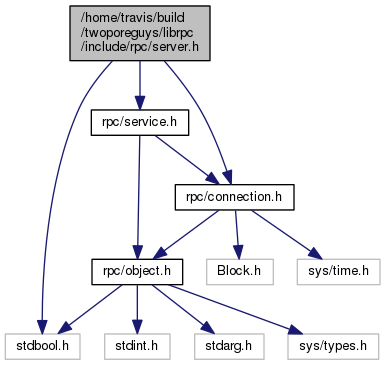 /home/travis/build
/twoporeguys/librpc
/include/rpc/server.h
rpc/service.h
rpc/connection.h
rpc/object.h
Block.h
sys/time.h
stdbool.h
stdint.h
stdarg.h
sys/types.h